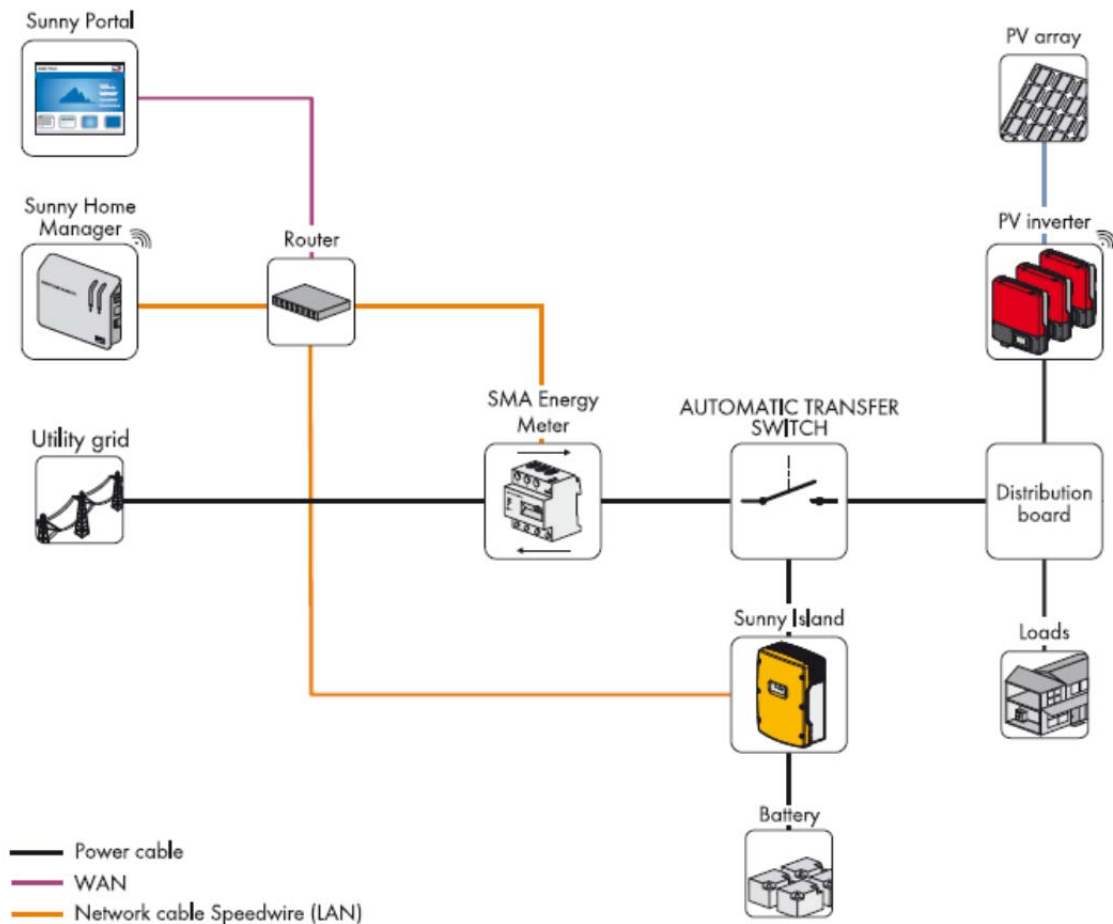 Sunny Portal
PV array
Sunny Home
Manager
Router
PV inverter
SMA Energy
Meter
AUTOMATIC TRANSFER
SWITCH
Utility grid
Distribution
board
Sunny Island
Loads
Battery
Power cable
WAN
Network cable Speedwire (LAN)